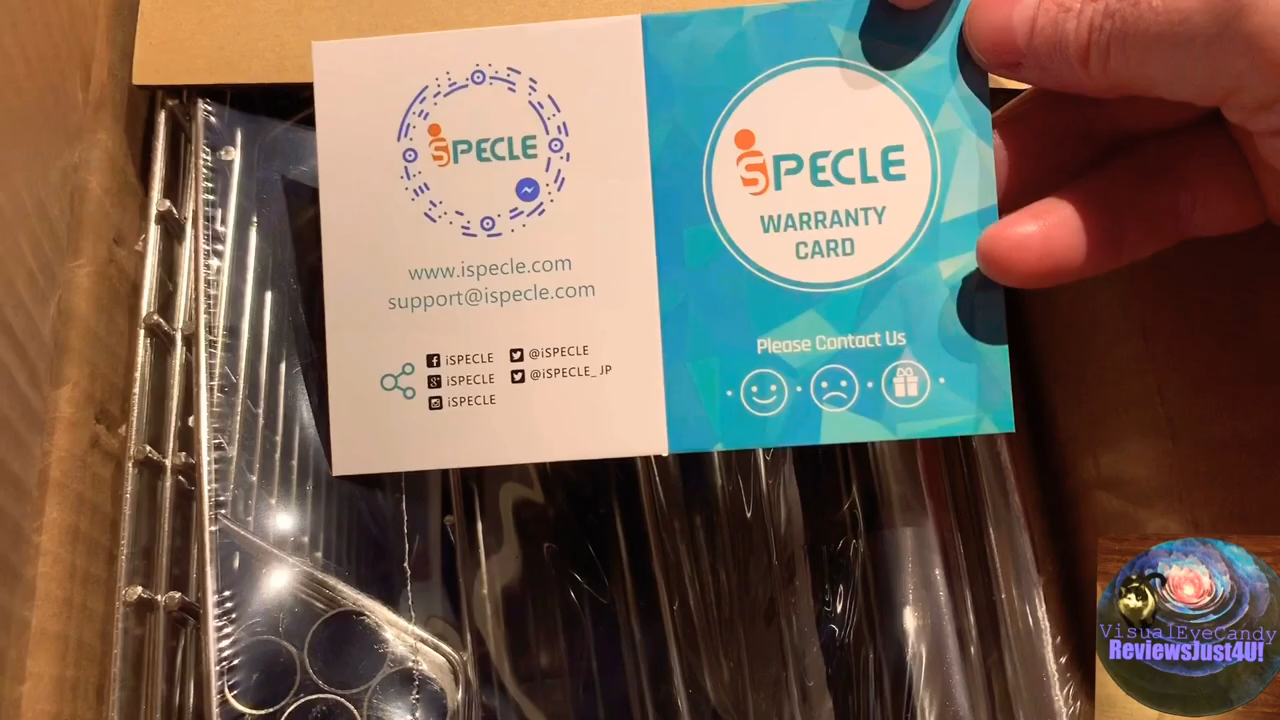 iSPECLE
www.ispecle.com
support@ispecle.com
iSPECLE
@iSPECLE
iSPECLE
@iSPECLE_JP
iSPECLE
iSPECLE
WARRANTY
CARD
Please Contact Us
VisualEyeCandy
ReviewsJust4U!